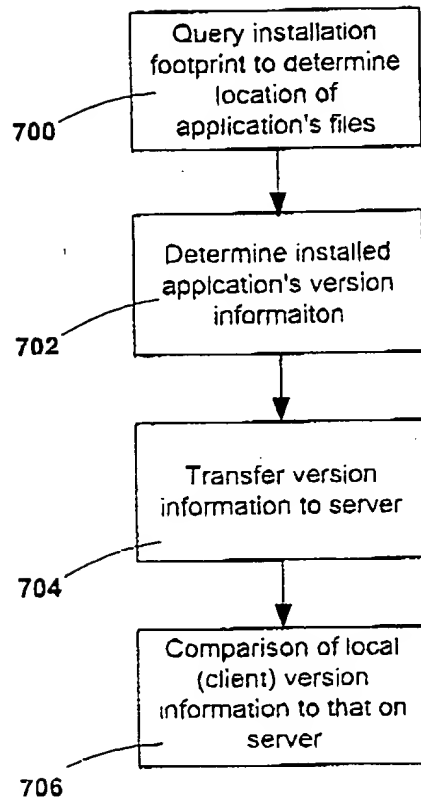 Query installation
footprint to determine
location of
application's files
700
Determine installed
applcation's version
informaiton
702
Transfer version
information to server
704
Comparison of local
(client) version
information to that on
server
706